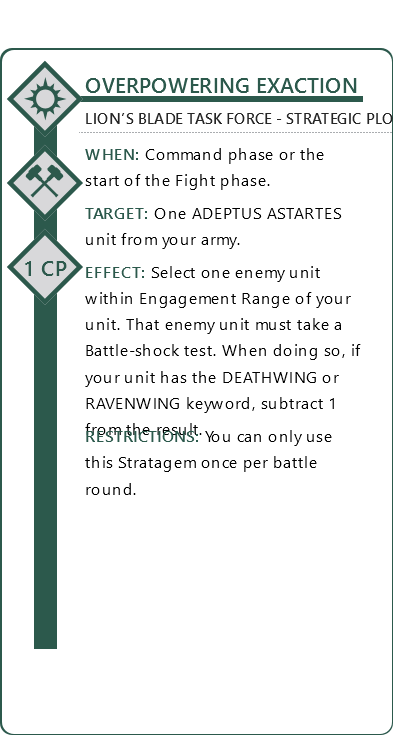 OVERPOWERING EXACTION
LION'S BLADE TASK FORCE - STRATEGIC PLO
WHEN: Command phase or the
start of the Fight phase.
TARGET: One ADEPTUS ASTARTES
unit from your army.
1 CP
EFFECT: Select one enemy unit
within Engagement Range of your
unit. That enemy unit must take a
Battle-shock test. When doing so, if
your unit has the DEATHWING or
RAVENWING keyword, subtract 1
from the result.
RESTRICTIONS: You can only use
this Stratagem once per battle
round.